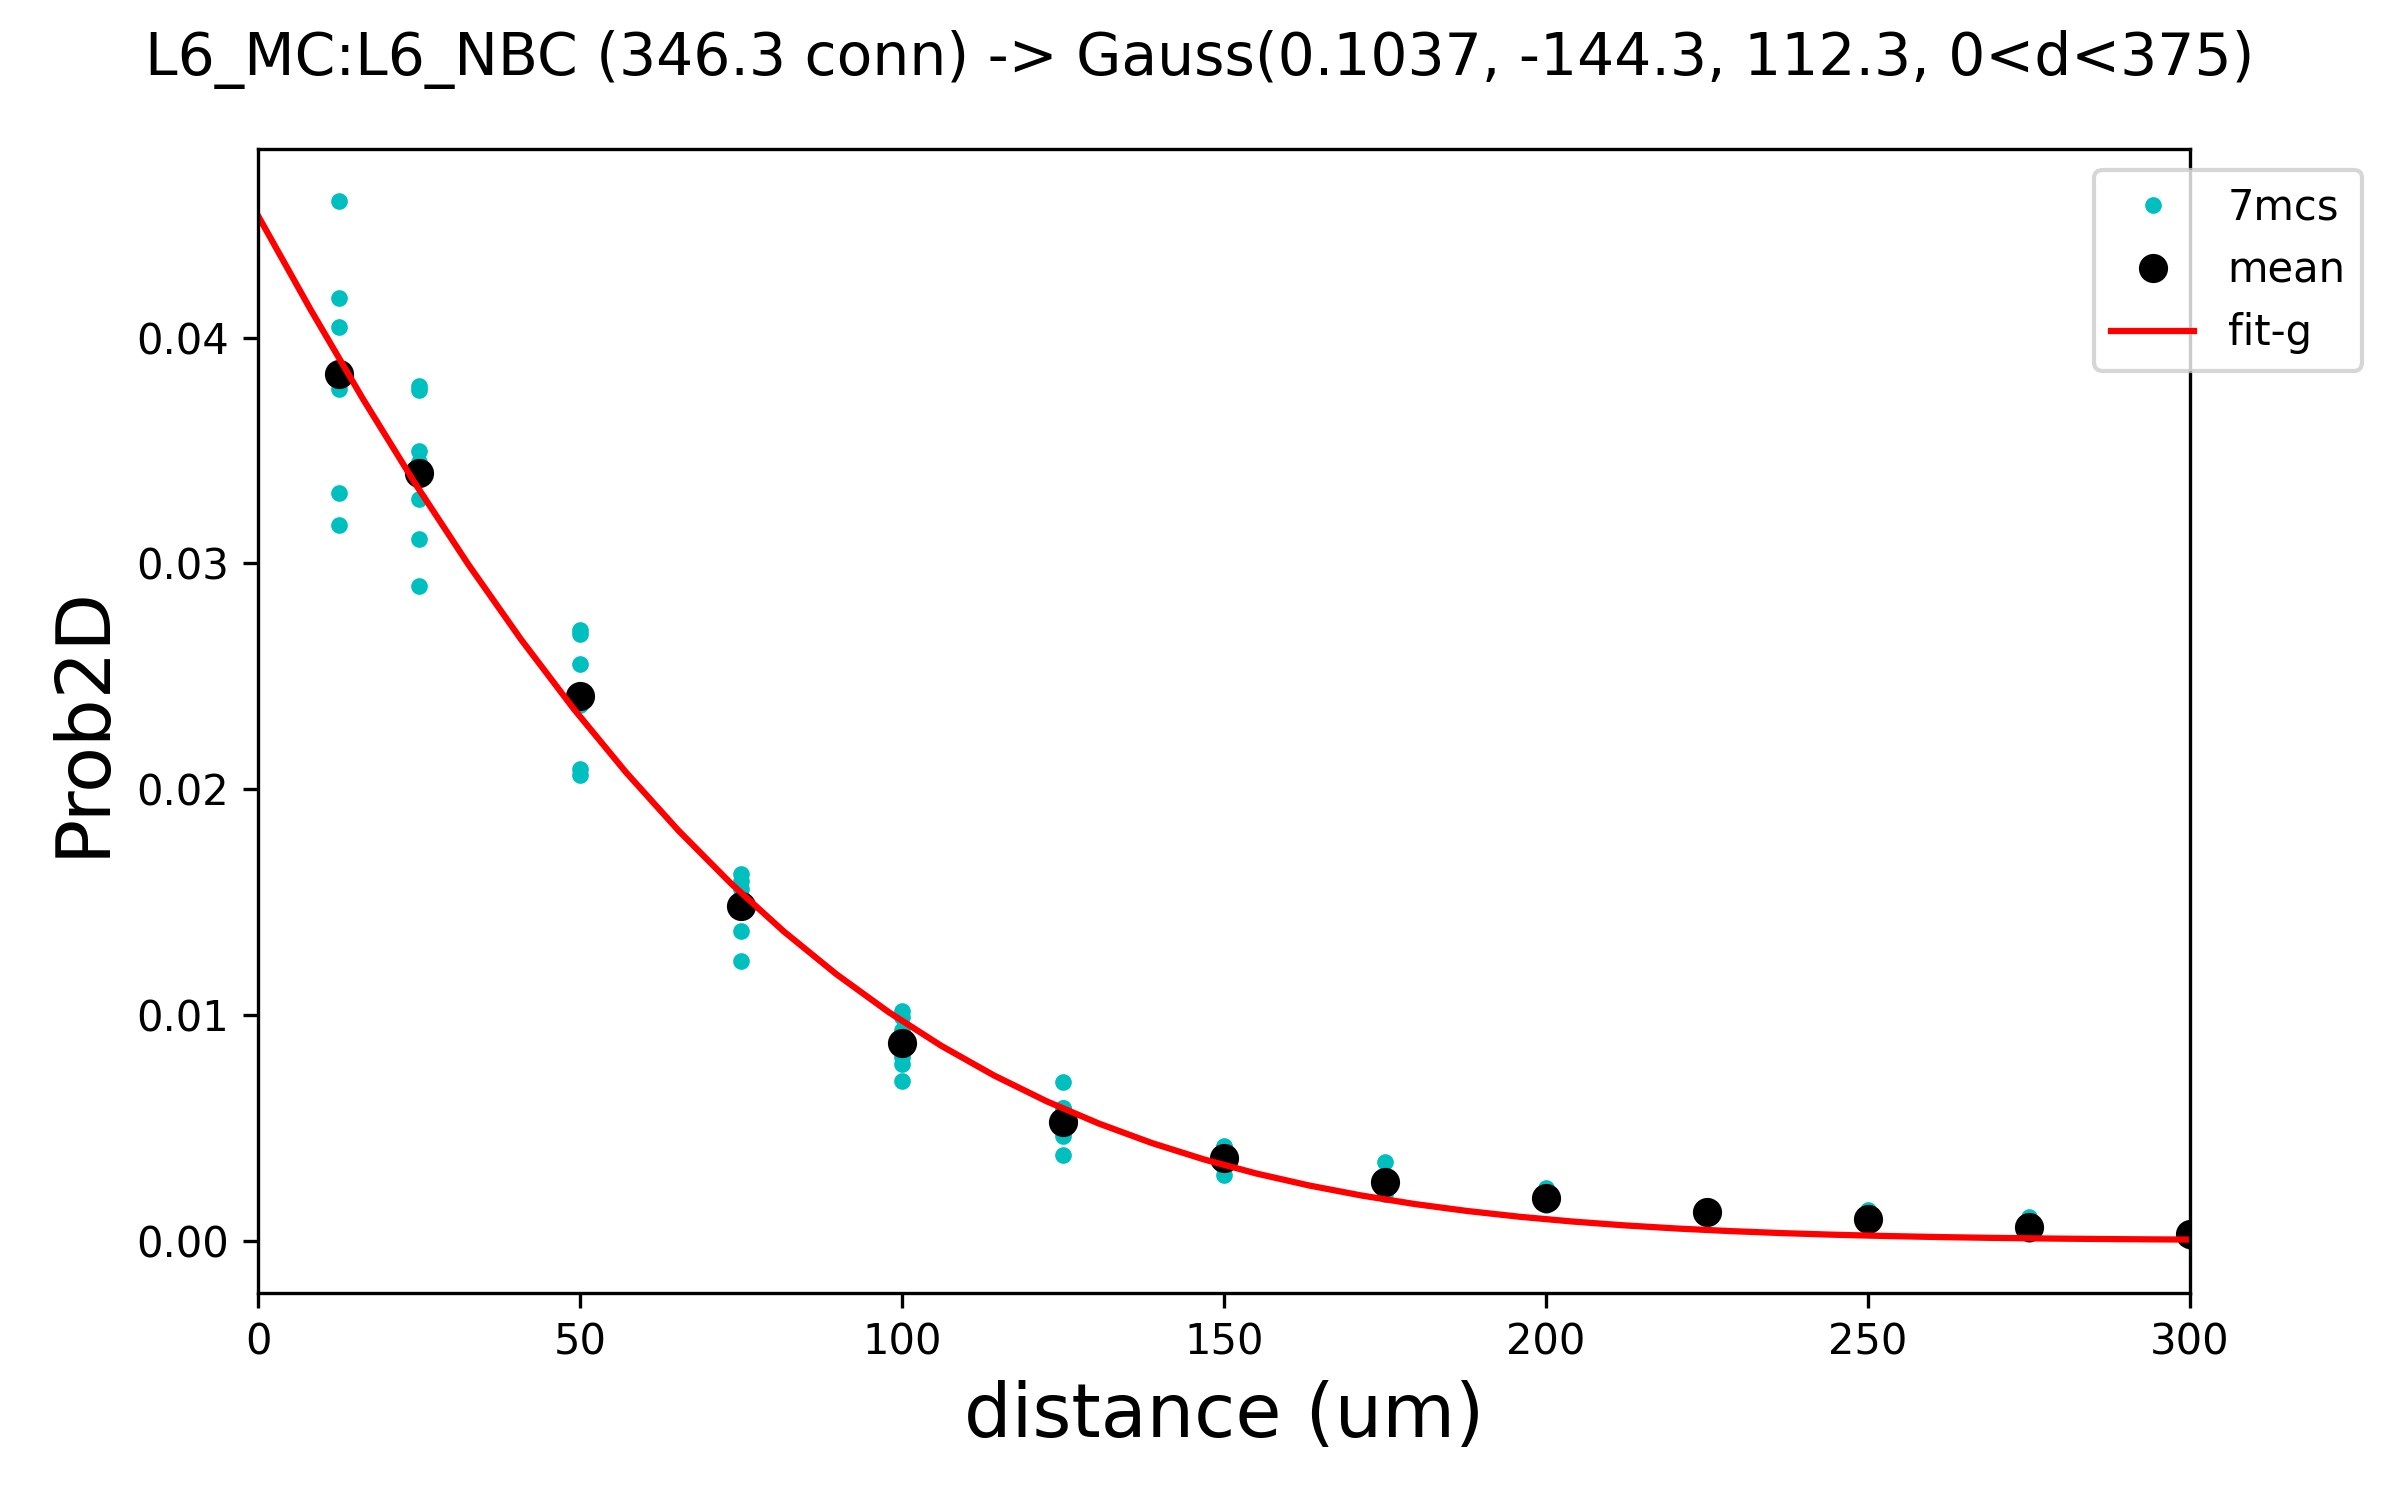 L6_MC:L6_NBC (346.3 conn) -> Gauss(0.1037, -144.3, 112.3, 0<d<375)
7mcs
mean
fit-g
0.04
0.03
0.02
0.01
0.00
Prob2D
0 50 100 150 200 250 300
distance (um)